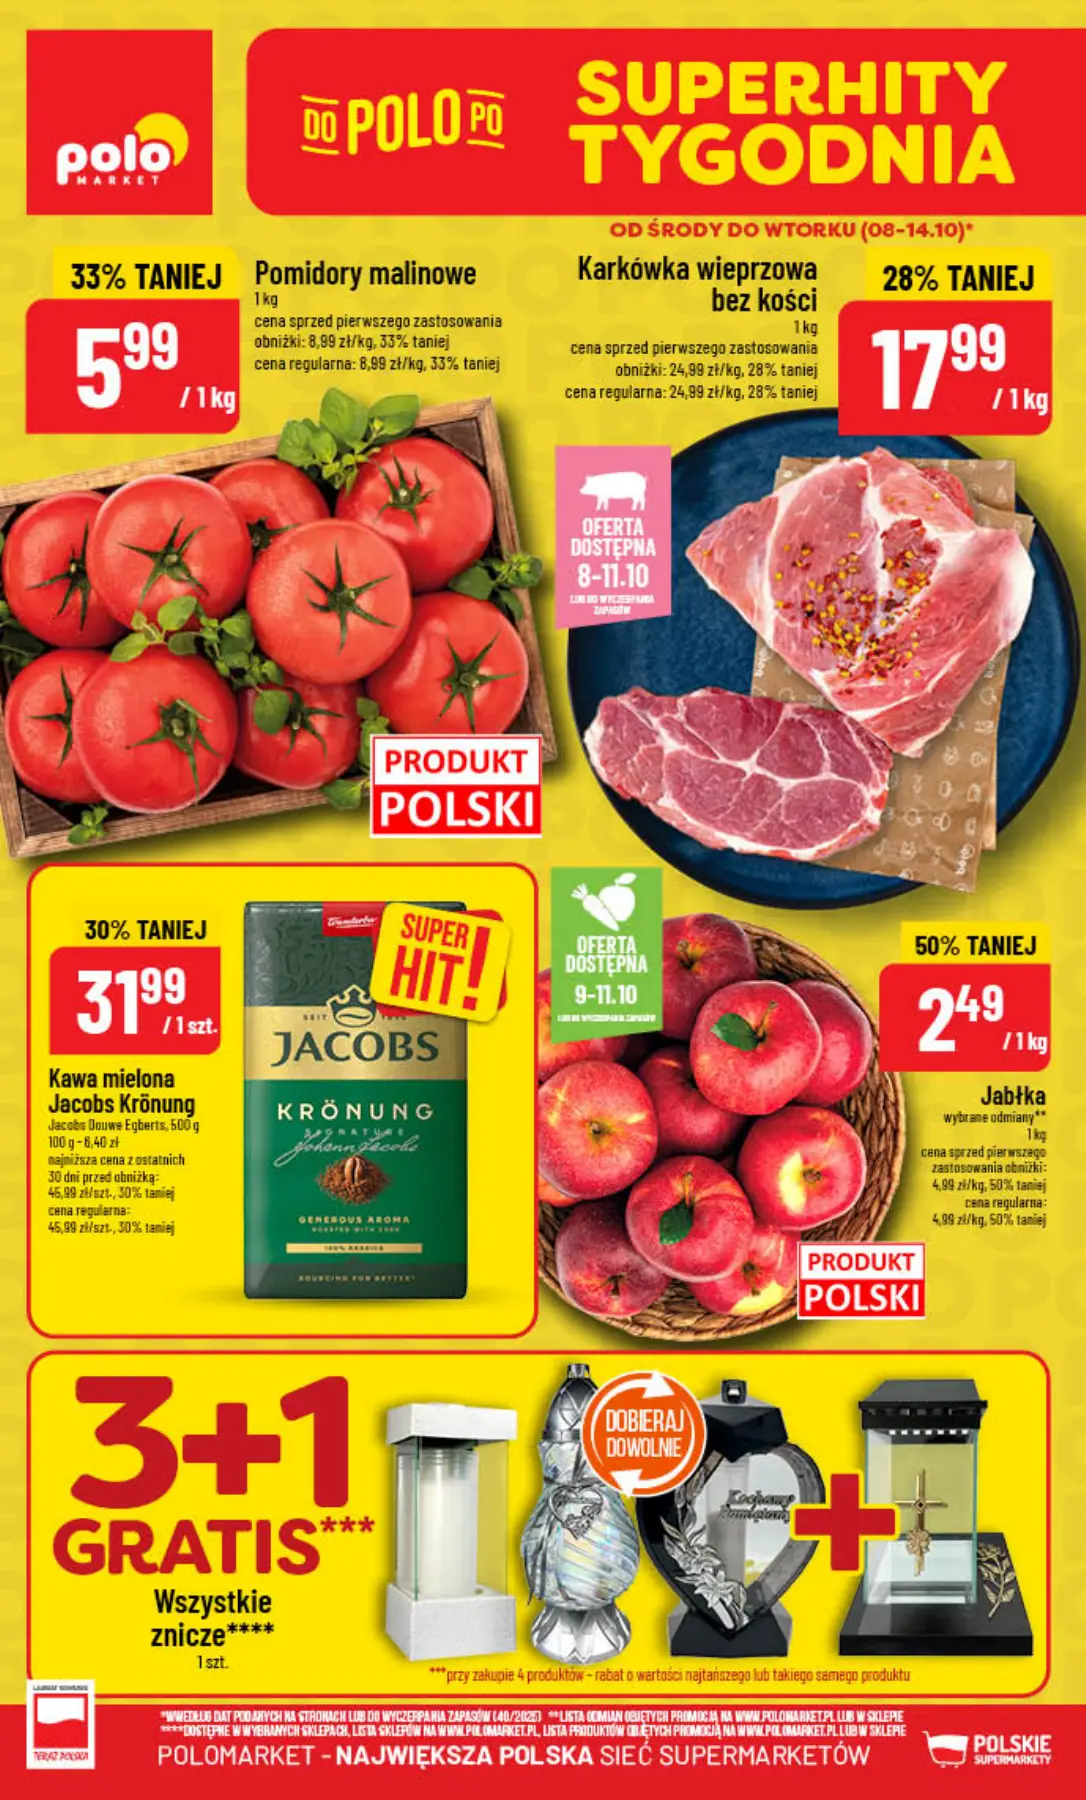 polo
MARKET
DO POLO PO
SUPERHITY
TYGODNIA
OD ŚRODY DO WTORKU (08-14.10)*
33% TANIEJ
5 99
/ 1 kg
Pomidory malinowe
1 kg
cena sprzed pierwszego zastosowania
obniżki: 8,99 zł/kg, 33% taniej
cena regularna: 8,99 zł/kg, 33% taniej
Karkówka wieprzowa
bez kości
1 kg
cena sprzed pierwszego zastosowania
obniżki: 24,99 zł/kg, 28% taniej
cena regularna: 24,99 zł/kg, 28% taniej
28% TANIEJ
17 99
/ 1 kg
OFERTA
DOSTĘPNA
8-11.10
LUB DO WYCZERPANIA
ZAPASÓW
PRODUKT
POLSKI
30% TANIEJ
31 99
/ 1 szt.
Kawa mielona
Jacobs Krönung
Jacobs Douwe Egberts, 500 g
100 g - 6,40 zł
najniższa cena z ostatnich
30 dni przed obniżką:
45,99 zł/szt., 30% taniej
cena regularna:
45,99 zł/szt., 30% taniej
SUPER
HIT!
SEIT
JACOBS
KRÖNUNG
SIGNATURE
Johann Jacobs
GENEROUS AROMA
ROASTED WITH CARE
100% ARABICA
SOURCING FOR BETTER
OFERTA
DOSTĘPNA
9-11.10
LUB DO WYCZERPANIA ZAPASÓW
50% TANIEJ
2 49
/ 1 kg
Jabłka
wybrane odmiany**
1 kg
cena sprzed pierwszego
zastosowania obniżki:
4,99 zł/kg, 50% taniej
cena regularna:
4,99 zł/kg, 50% taniej
PRODUKT
POLSKI
3+1
GRATIS***
Wszystkie
znicze****
1 szt.
DOBIERAJ
DOWOLNIE
Kochamy
Pamiętamy
***przy zakupie 4 produktów - rabat o wartości najtańszego lub takiego samego produktu
TERAZ POLSKA
*WWEDŁUG DAT PODARYCH NA STRONACH LUB DO WYCZERPANIA ZAPASÓW (40/2025) **LISTA ODMIAN OBJĘTYCH PROMOCJĄ NA WWW.POLOMARKET.PL LUB W SKLEPIE
****DOSTĘPNE W WYBRANYCH SKLEPACH, LISTA SKLEPÓW NA WWW.POLOMARKET.PL, LISTA PRODUKTÓW OBJĘTYCH PROMOCJĄ NA WWW.POLOMARKET.PL LUB W SKLEPIE
POLOMARKET - NAJWIĘKSZA POLSKA SIEĆ SUPERMARKETÓW
POLSKIE
SUPERMARKETY